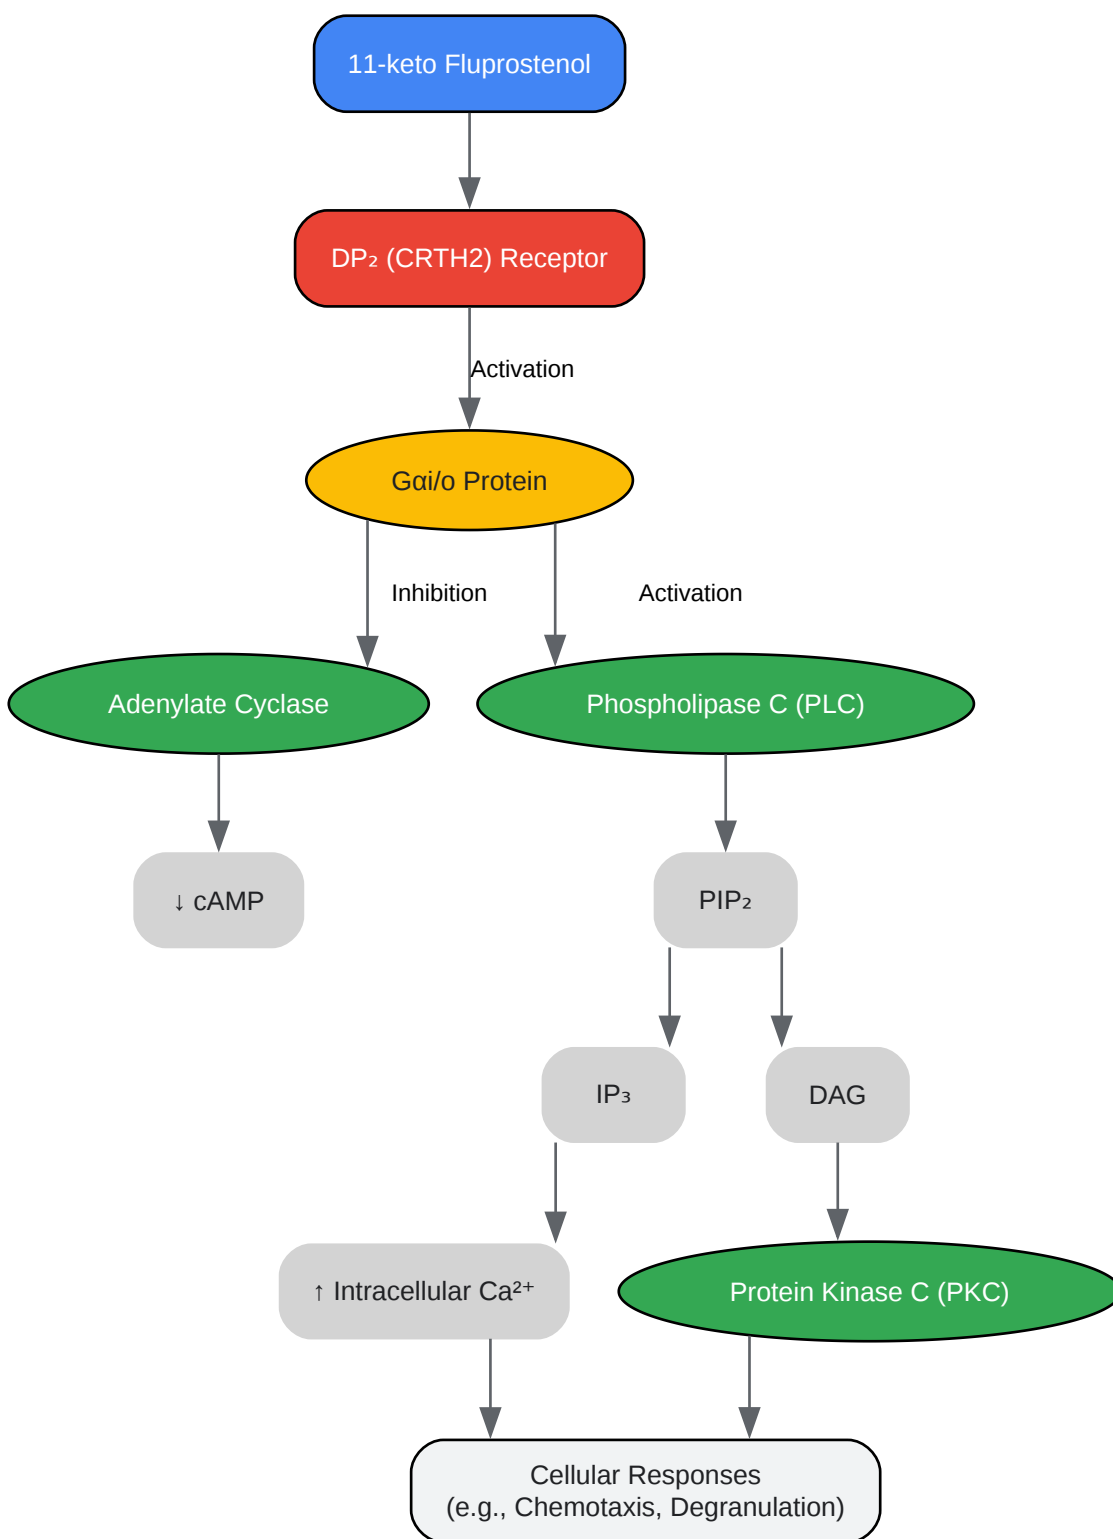 11-keto Fluprostenol
DP₂ (CRTH2) Receptor
Activation
Gαi/o Protein
Inhibition
Activation
Adenylate Cyclase
Phospholipase C (PLC)
↓ cAMP
PIP₂
IP₃
DAG
↑ Intracellular Ca²⁺
Protein Kinase C (PKC)
Cellular Responses
(e.g., Chemotaxis, Degranulation)